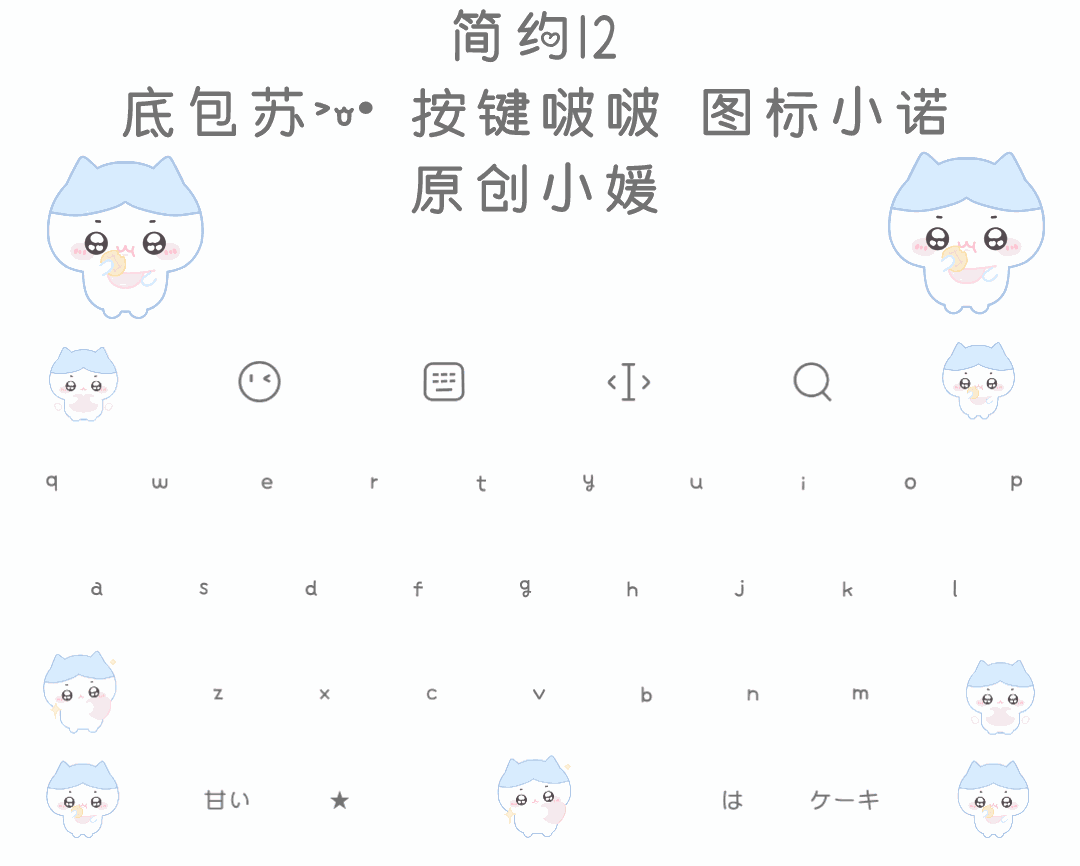 简约12
底包苏>ω• 按键啵啵 图标小诺
原创小媛
q w e r t y u i o p
a s d f g h j k l
z x c v b n m
甘い ★ は ケーキ